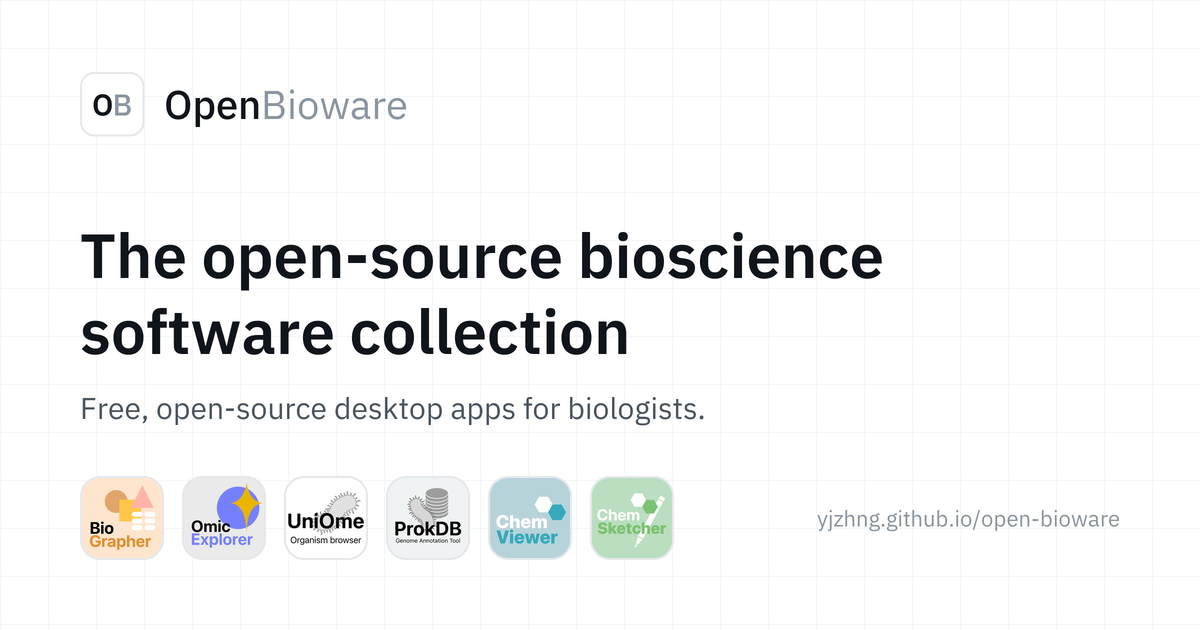 OB
OpenBioware
The open-source bioscience
software collection
Free, open-source desktop apps for biologists.
Bio
Grapher
Omic
Explorer
UniOme
Organism browser
ProkDB
Genome Annotation Tool
Chem
Viewer
Chem
Sketcher
yjzhng.github.io/open-bioware